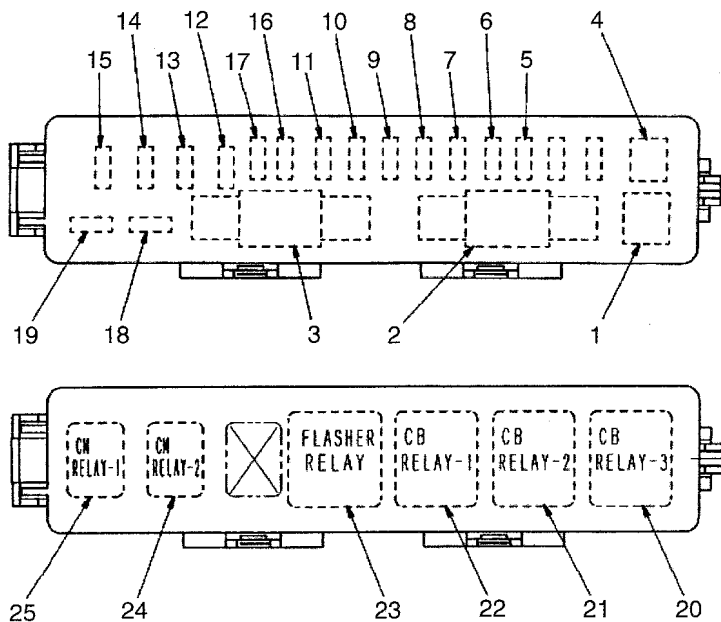 14 12 16 10 8 6 4
15 13 17 11 9 7 5
19 18 3 2 1
CM RELAY-1
CM RELAY-2
FLASHER RELAY
CB RELAY-1
CB RELAY-2
CB RELAY-3
25 24 23 22 21 20